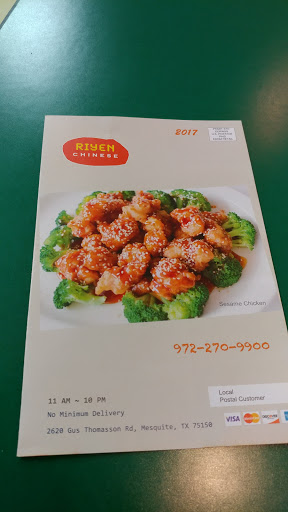 RIYEN
CHINESE
2017
Sesame Chicken
972-270-9900
11 AM ~ 10 PM
No Minimum Delivery
2620 Gus Thomasson Rd, Mesquite, TX 75150
Local
Postal Customer
VISA